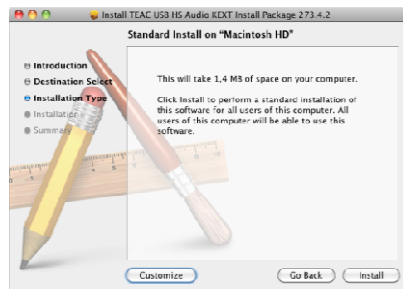 Install TEAC USB HS Audio KEXT Install Package 273.4.2
Standard Install on "Macintosh HD"
Introduction
Destination Select
Installation Type
Installation
Summary
This will take 1,4 MB of space on your computer.
Click Install to perform a standard installation of
this software for all users of this computer. All
users of this computer will be able to use this
software.
Customize
Go Back
Install